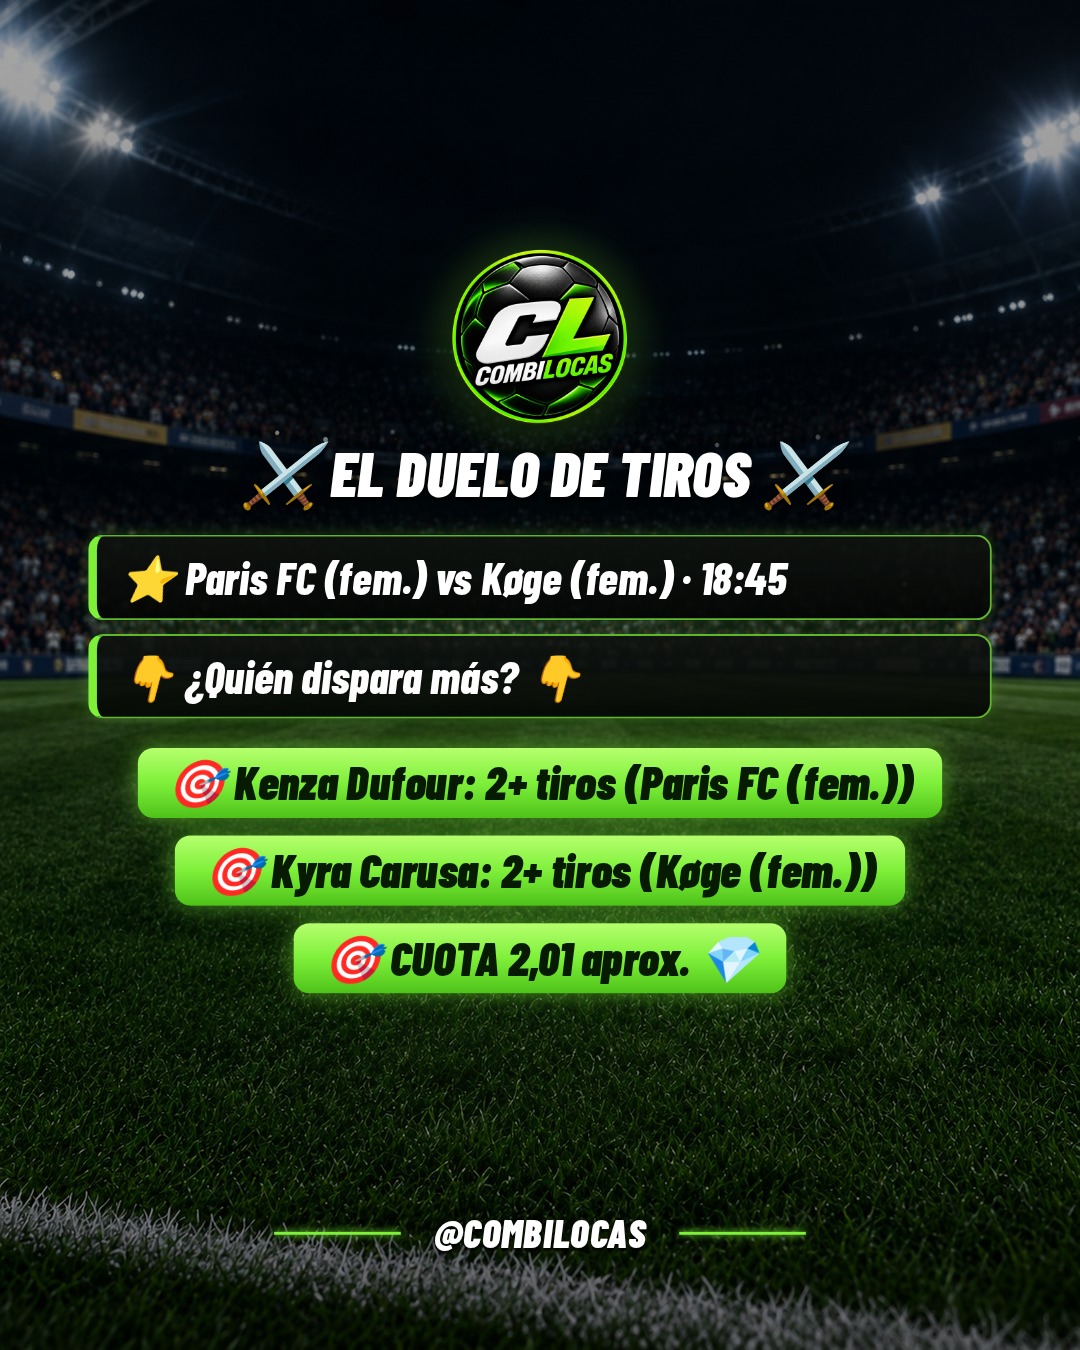 CL
COMBILOCAS
⚔️ EL DUELO DE TIROS ⚔️
⭐ Paris FC (fem.) vs Køge (fem.) · 18:45
👇 ¿Quién dispara más? 👇
🎯 Kenza Dufour: 2+ tiros (Paris FC (fem.))
🎯 Kyra Carusa: 2+ tiros (Køge (fem.))
🎯 CUOTA 2,01 aprox. 💎
@COMBILOCAS